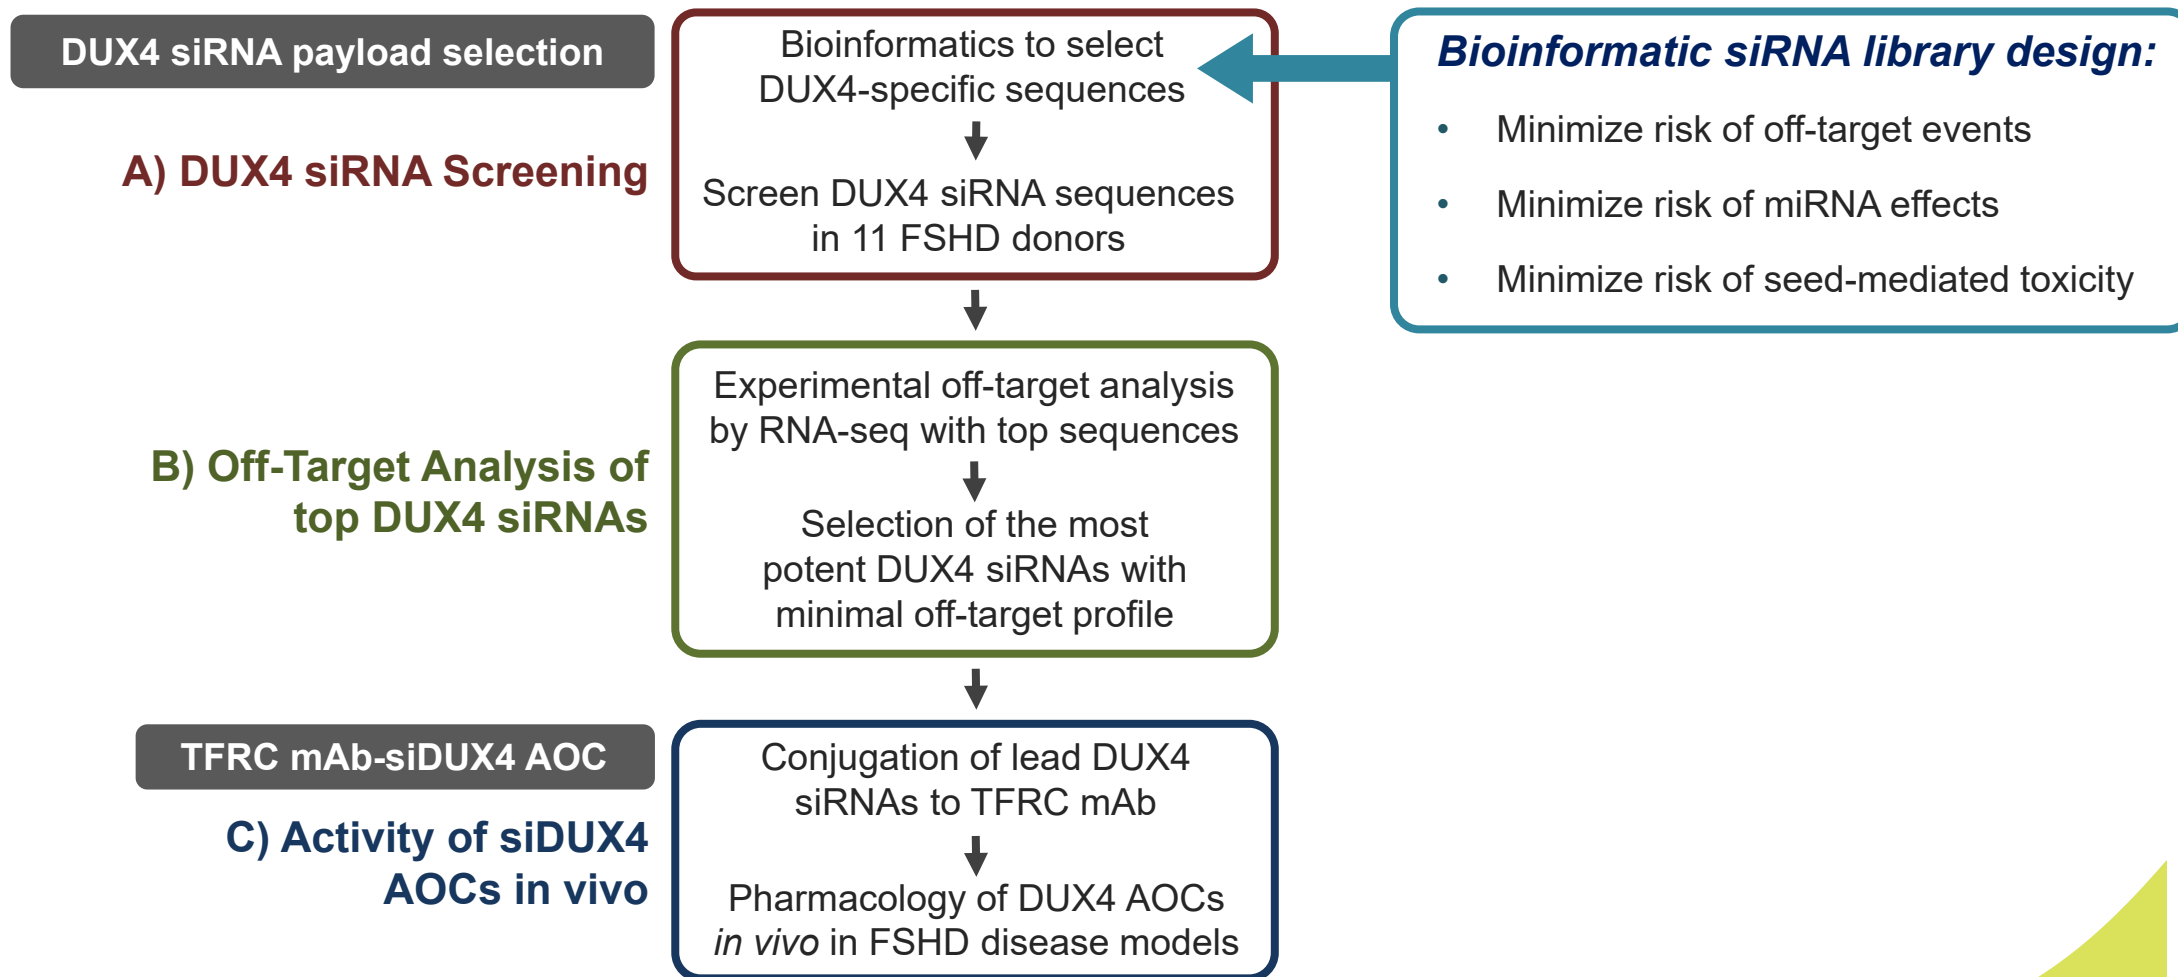 DUX4 siRNA payload selection
A) DUX4 siRNA Screening
Bioinformatics to select
DUX4-specific sequences
Screen DUX4 siRNA sequences
in 11 FSHD donors
Bioinformatic siRNA library design:
• Minimize risk of off-target events
• Minimize risk of miRNA effects
• Minimize risk of seed-mediated toxicity
B) Off-Target Analysis of
top DUX4 siRNAs
Experimental off-target analysis
by RNA-seq with top sequences
Selection of the most
potent DUX4 siRNAs with
minimal off-target profile
TFRC mAb-siDUX4 AOC
C) Activity of siDUX4
AOCs in vivo
Conjugation of lead DUX4
siRNAs to TFRC mAb
Pharmacology of DUX4 AOCs
in vivo in FSHD disease models